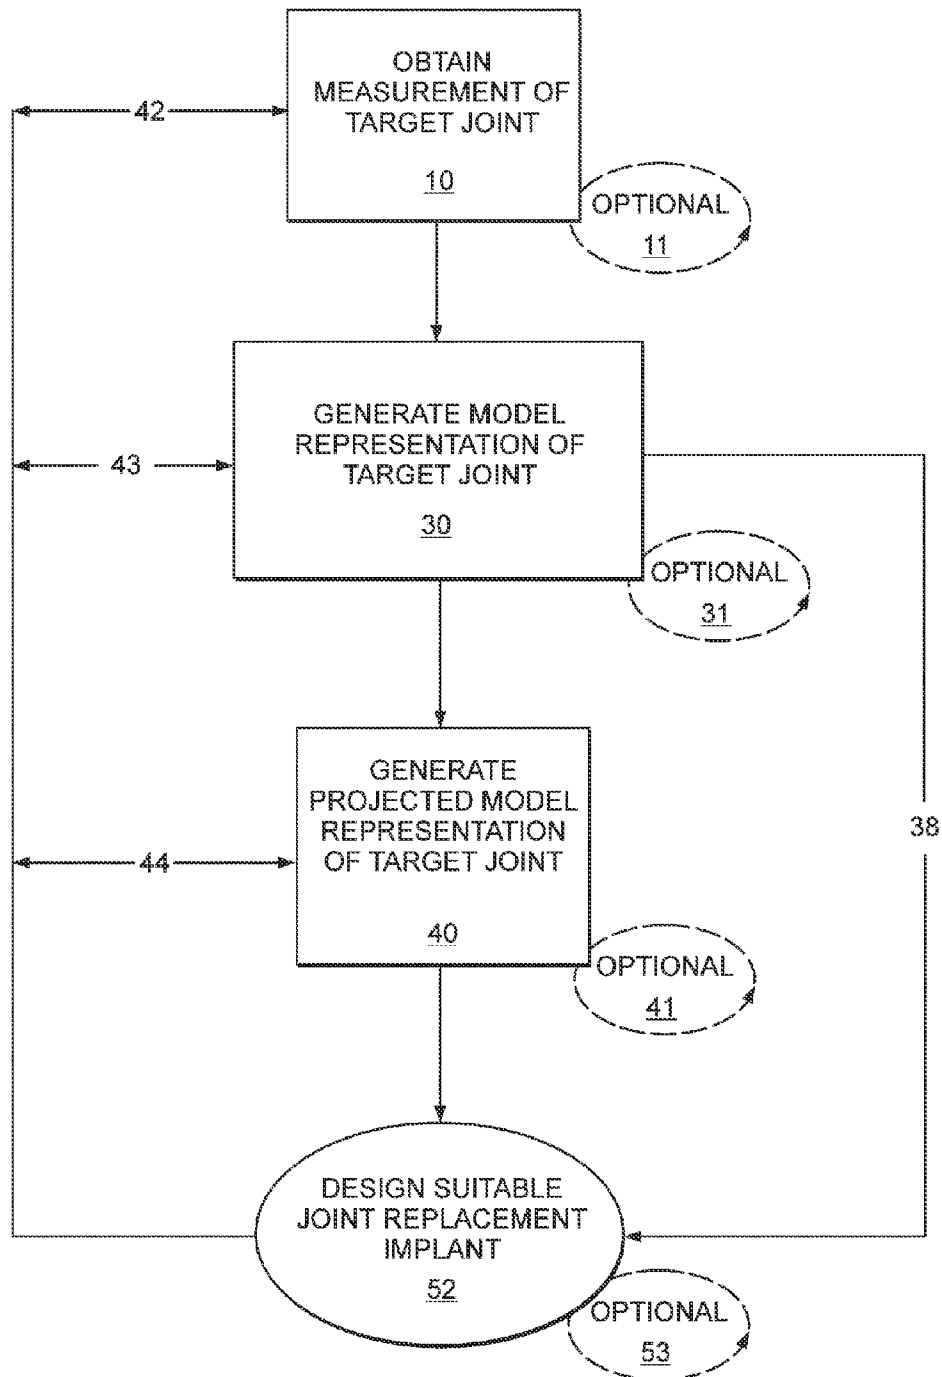 OBTAIN
MEASUREMENT OF
TARGET JOINT
10
42
OPTIONAL
11
GENERATE MODEL
REPRESENTATION OF
TARGET JOINT
30
43
OPTIONAL
31
38
GENERATE
PROJECTED MODEL
REPRESENTATION
OF TARGET JOINT
40
44
OPTIONAL
41
DESIGN SUITABLE
JOINT REPLACEMENT
IMPLANT
52
OPTIONAL
53